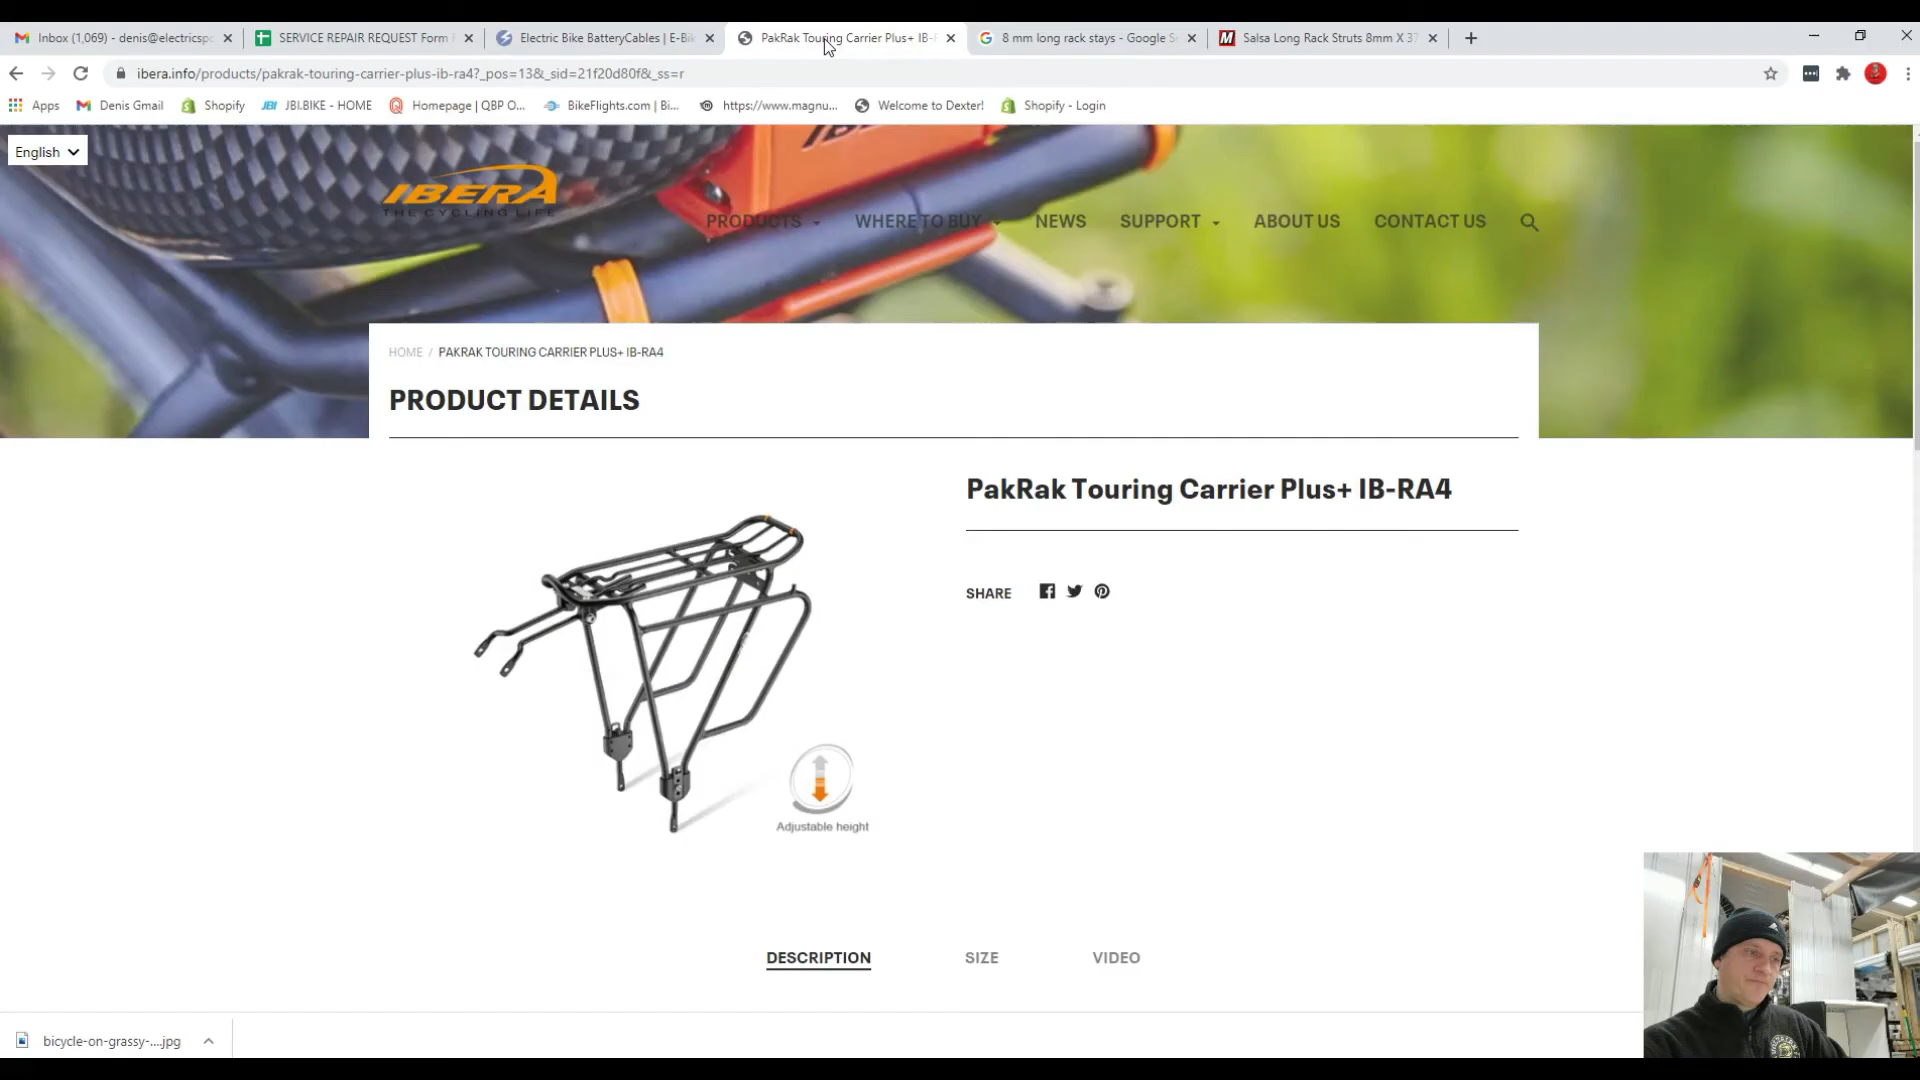 Inbox (1,069) - denis@electricspo
SERVICE REPAIR REQUEST Form
Electric Bike BatteryCables | E-Bik
PakRak Touring Carrier Plus+ IB-R
8 mm long rack stays - Google Se
Salsa Long Rack Struts 8mm X 37
ibera.info/products/pakrak-touring-carrier-plus-ib-ra4?_pos=13&_sid=21f20d80f&_ss=r
Apps
Denis Gmail
Shopify
JBI JBI.BIKE - HOME
Homepage | QBP O...
BikeFlights.com | Bi...
https://www.magnu...
Welcome to Dexter!
Shopify - Login
English
IBERA
THE CYCLING LIFE
PRODUCTS
WHERE TO BUY
NEWS
SUPPORT
ABOUT US
CONTACT US
HOME / PAKRAK TOURING CARRIER PLUS+ IB-RA4
PRODUCT DETAILS
PakRak Touring Carrier Plus+ IB-RA4
SHARE
Adjustable height
DESCRIPTION
SIZE
VIDEO
bicycle-on-grassy-....jpg